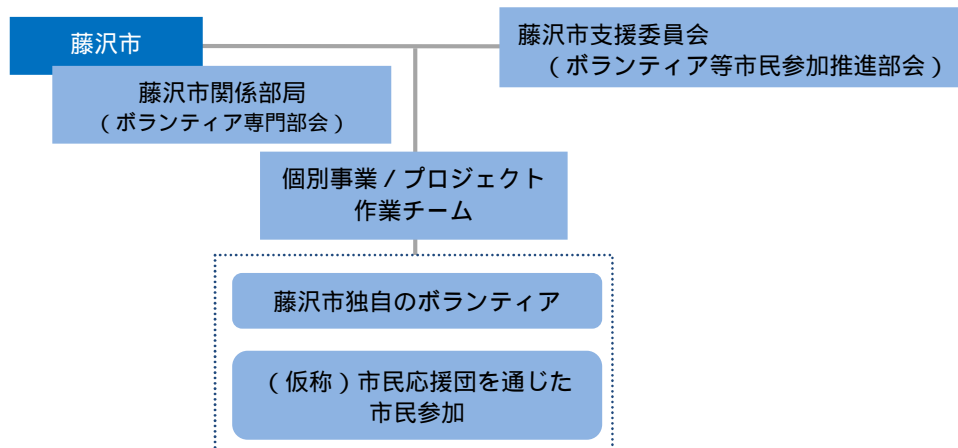 藤沢市
藤沢市支援委員会
（ボランティア等市民参加推進部会）
藤沢市関係部局
（ボランティア専門部会）
個別事業／プロジェクト
作業チーム
藤沢市独自のボランティア
（仮称）市民応援団を通じた
市民参加